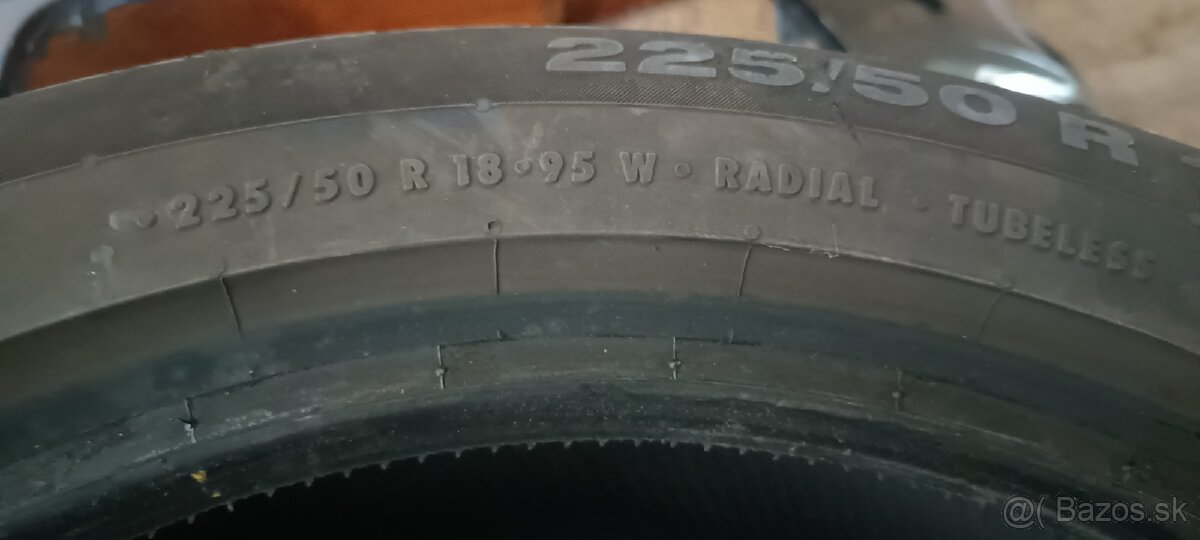 225/50 R
225/50 R 18 • 95 W • RADIAL • TUBELESS
@( Bazos.sk